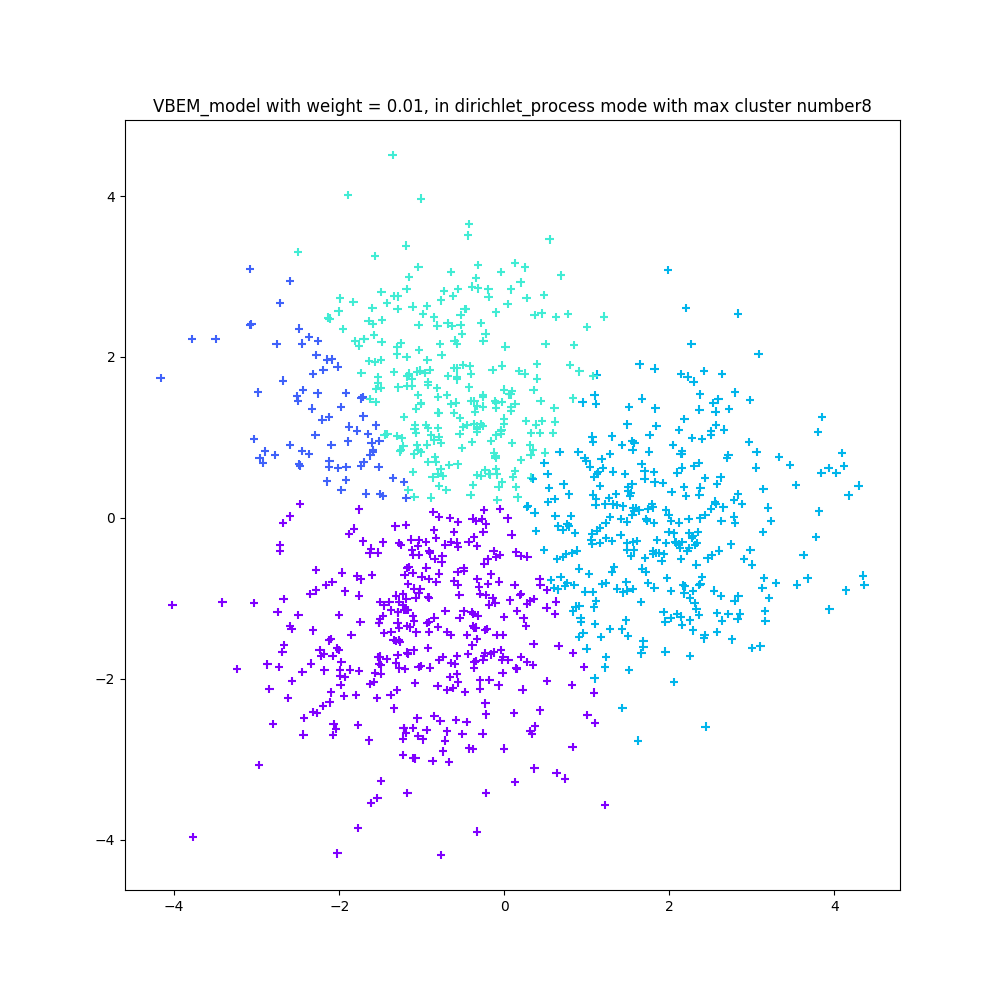 VBEM_model with weight = 0.01, in dirichlet_process mode with max cluster number8
4
2
0
−2
−4
−4 −2 0 2 4